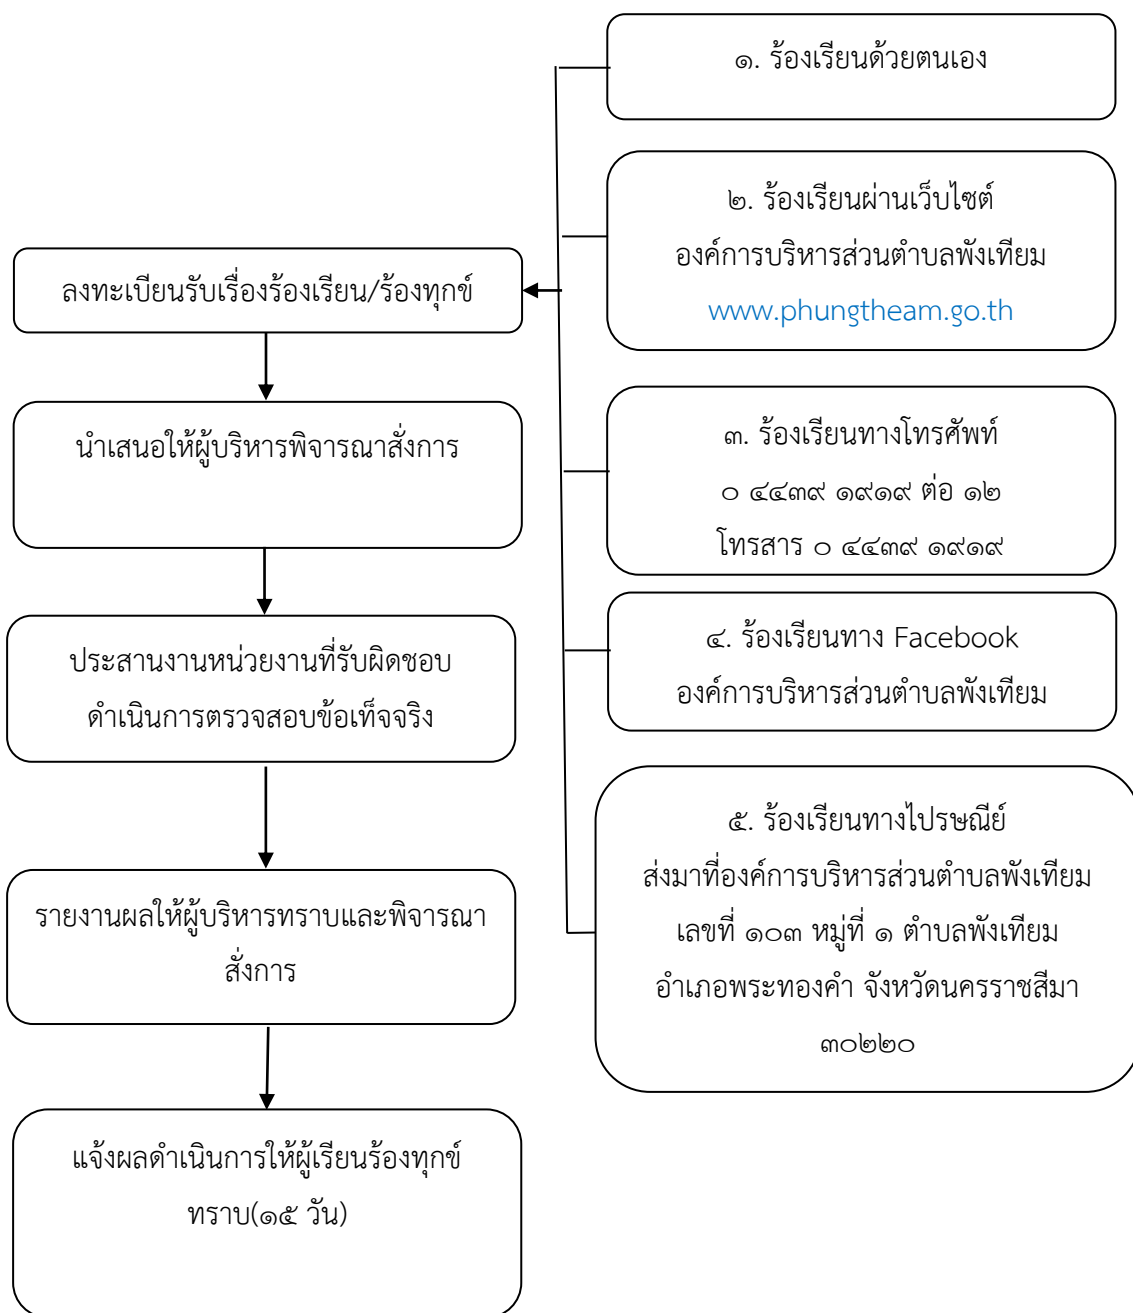 ๑. ร้องเรียนด้วยตนเอง
๒. ร้องเรียนผ่านเว็บไซต์
องค์การบริหารส่วนตำบลพังเทียม
www.phungtheam.go.th
๓. ร้องเรียนทางโทรศัพท์
๐ ๔๔๓๙ ๑๙๑๙ ต่อ ๑๒
โทรสาร ๐ ๔๔๓๙ ๑๙๑๙
๔. ร้องเรียนทาง Facebook
องค์การบริหารส่วนตำบลพังเทียม
๕. ร้องเรียนทางไปรษณีย์
ส่งมาที่องค์การบริหารส่วนตำบลพังเทียม
เลขที่ ๑๐๓ หมู่ที่ ๑ ตำบลพังเทียม
อำเภอพระทองคำ จังหวัดนครราชสีมา
๓๐๒๒๐
ลงทะเบียนรับเรื่องร้องเรียน/ร้องทุกข์
นำเสนอให้ผู้บริหารพิจารณาสั่งการ
ประสานงานหน่วยงานที่รับผิดชอบ
ดำเนินการตรวจสอบข้อเท็จจริง
รายงานผลให้ผู้บริหารทราบและพิจารณา
สั่งการ
แจ้งผลดำเนินการให้ผู้เรียนร้องทุกข์
ทราบ(๑๕ วัน)